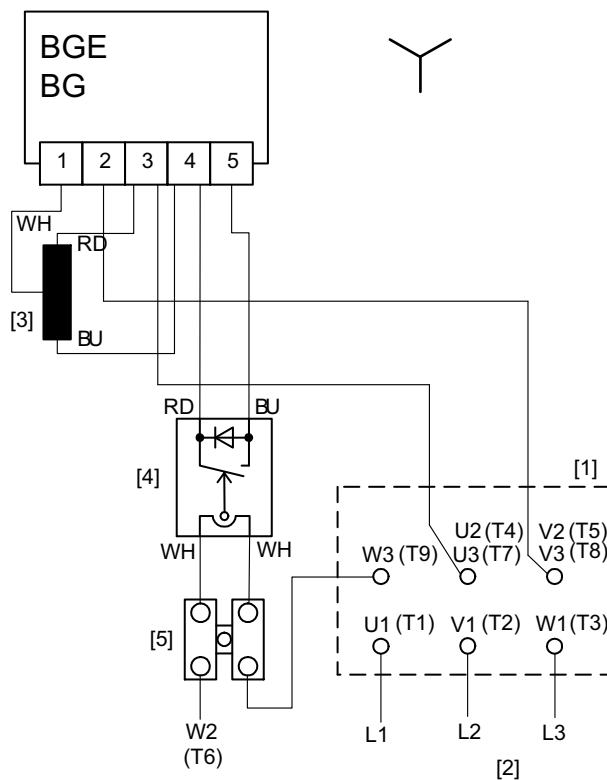 BGE
BG
1 2 3 4 5
WH
RD
[3]
BU
RD BU
[4]
[1]
WH WH
U2 (T4) V2 (T5)
W3 (T9) U3 (T7) V3 (T8)
U1 (T1) V1 (T2) W1 (T3)
[5]
W2
(T6)
L1 L2 L3
[2]